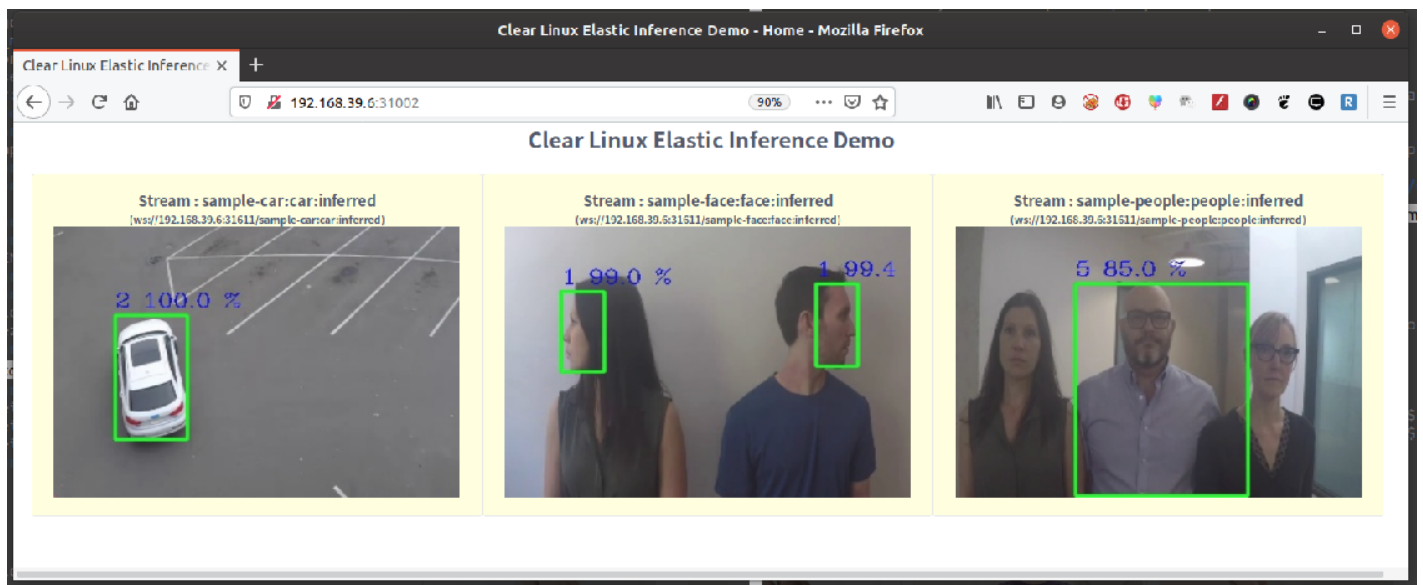 Clear Linux Elastic Inference Demo - Home - Mozilla Firefox
Clear Linux Elastic Inference
192.168.39.6:31002
90%
Clear Linux Elastic Inference Demo
Stream : sample-car:car:inferred
(ws://192.168.39.6:31611/sample-car:car:inferred)
2 100.0 %
Stream : sample-face:face:inferred
(ws://192.168.39.6:31611/sample-face:face:inferred)
1 99.0 %
1 99.4
Stream : sample-people:people:inferred
(ws://192.168.39.6:31611/sample-people:people:inferred)
5 85.0 %